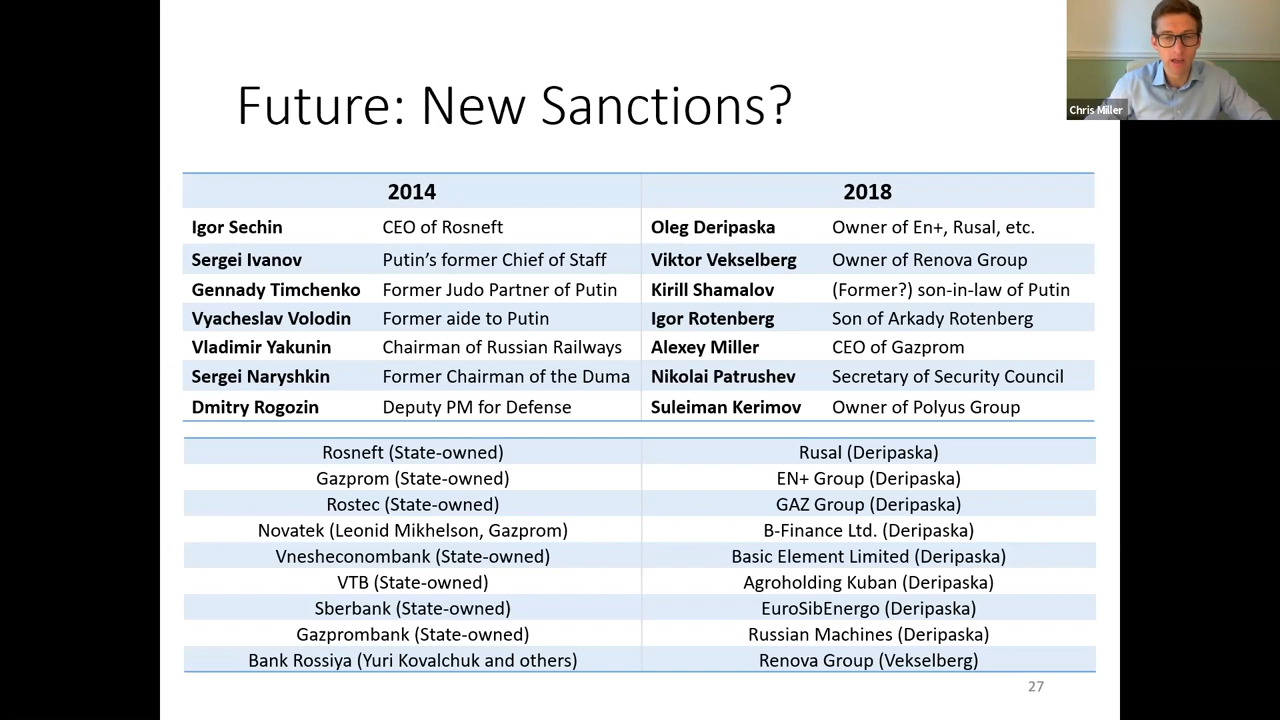 Future: New Sanctions?
Chris Miller
2014 2018
Igor Sechin CEO of Rosneft Oleg Deripaska Owner of En+, Rusal, etc.
Sergei Ivanov Putin's former Chief of Staff Viktor Vekselberg Owner of Renova Group
Gennady Timchenko Former Judo Partner of Putin Kirill Shamalov (Former?) son-in-law of Putin
Vyacheslav Volodin Former aide to Putin Igor Rotenberg Son of Arkady Rotenberg
Vladimir Yakunin Chairman of Russian Railways Alexey Miller CEO of Gazprom
Sergei Naryshkin Former Chairman of the Duma Nikolai Patrushev Secretary of Security Council
Dmitry Rogozin Deputy PM for Defense Suleiman Kerimov Owner of Polyus Group
Rosneft (State-owned) Rusal (Deripaska)
Gazprom (State-owned) EN+ Group (Deripaska)
Rostec (State-owned) GAZ Group (Deripaska)
Novatek (Leonid Mikhelson, Gazprom) B-Finance Ltd. (Deripaska)
Vnesheconombank (State-owned) Basic Element Limited (Deripaska)
VTB (State-owned) Agroholding Kuban (Deripaska)
Sberbank (State-owned) EuroSibEnergo (Deripaska)
Gazprombank (State-owned) Russian Machines (Deripaska)
Bank Rossiya (Yuri Kovalchuk and others) Renova Group (Vekselberg)
27